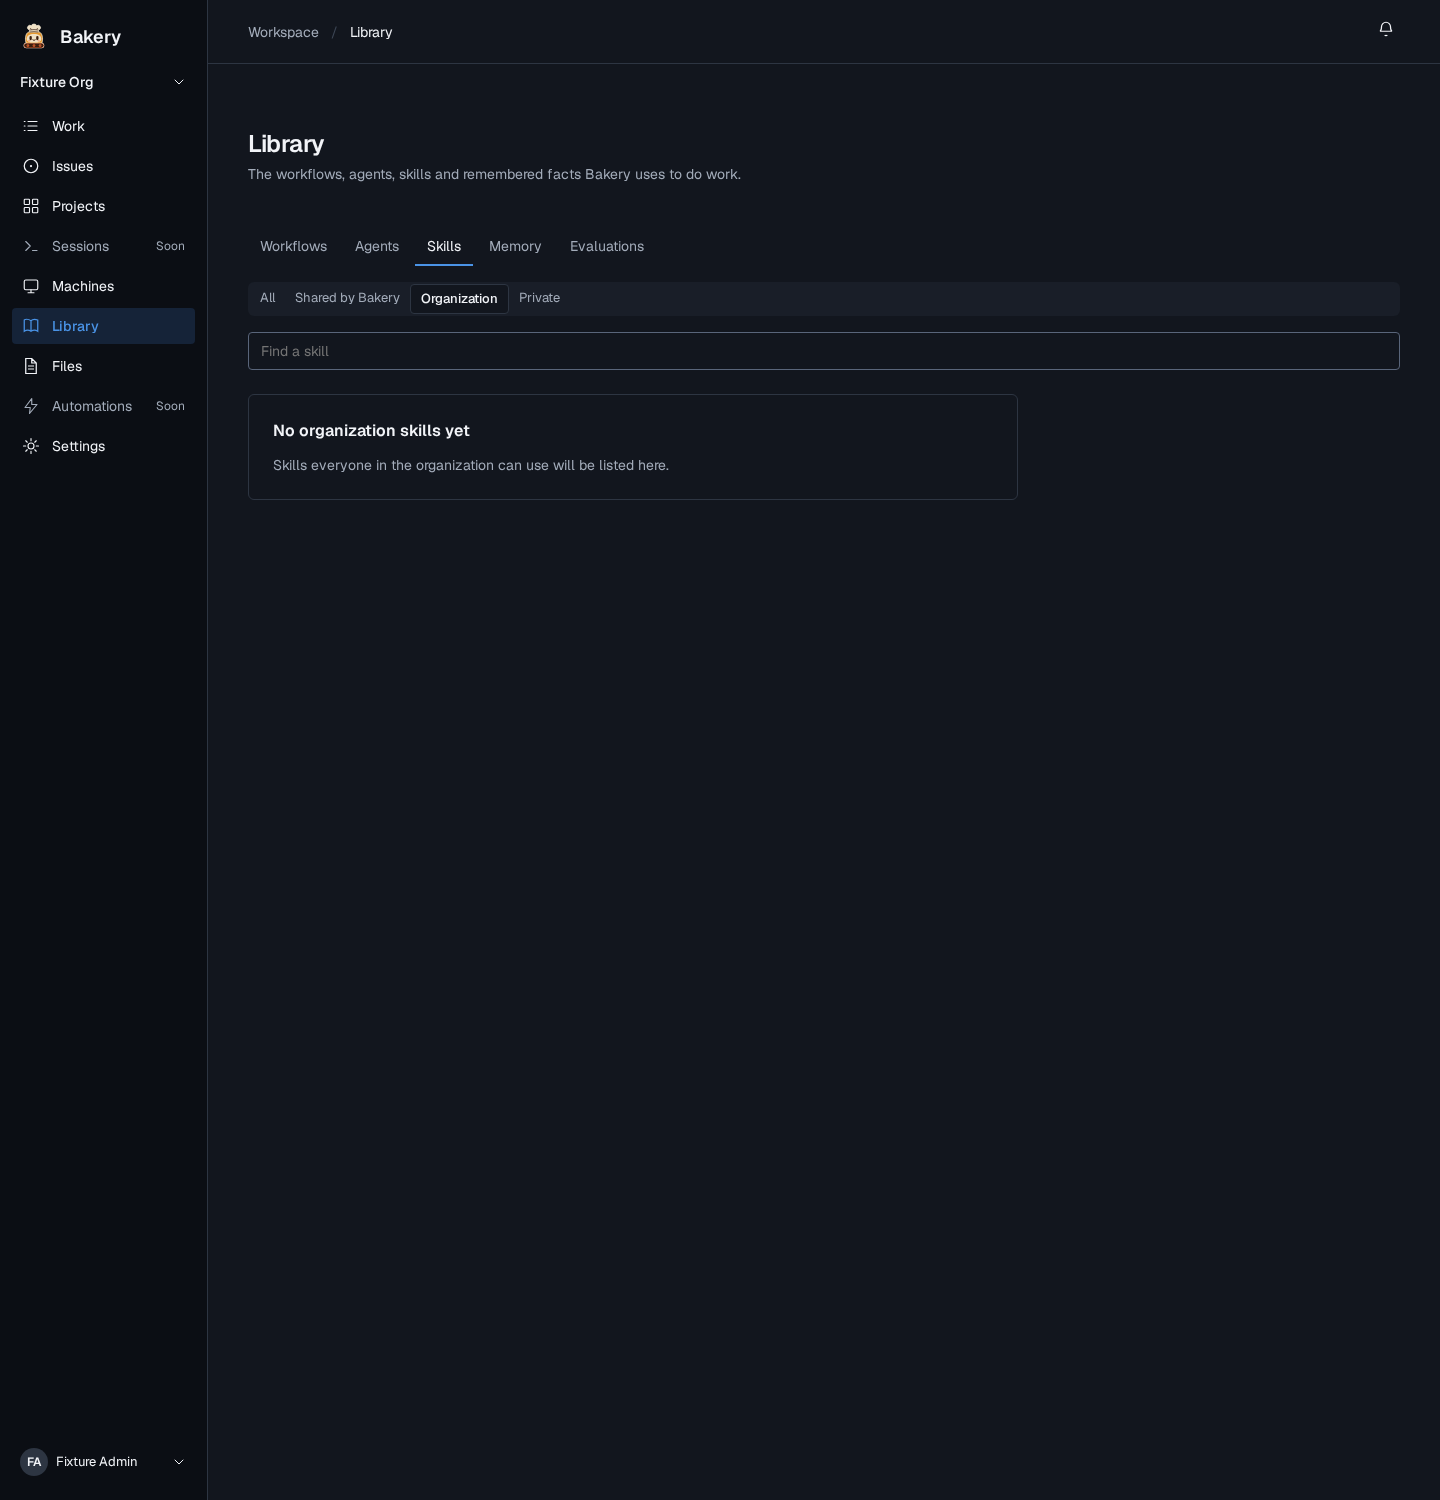 Bakery
Fixture Org
Work
Issues
Projects
Sessions Soon
Machines
Library
Files
Automations Soon
Settings
FA Fixture Admin
Workspace / Library
Library
The workflows, agents, skills and remembered facts Bakery uses to do work.
Workflows Agents Skills Memory Evaluations
All Shared by Bakery Organization Private
Find a skill
No organization skills yet
Skills everyone in the organization can use will be listed here.